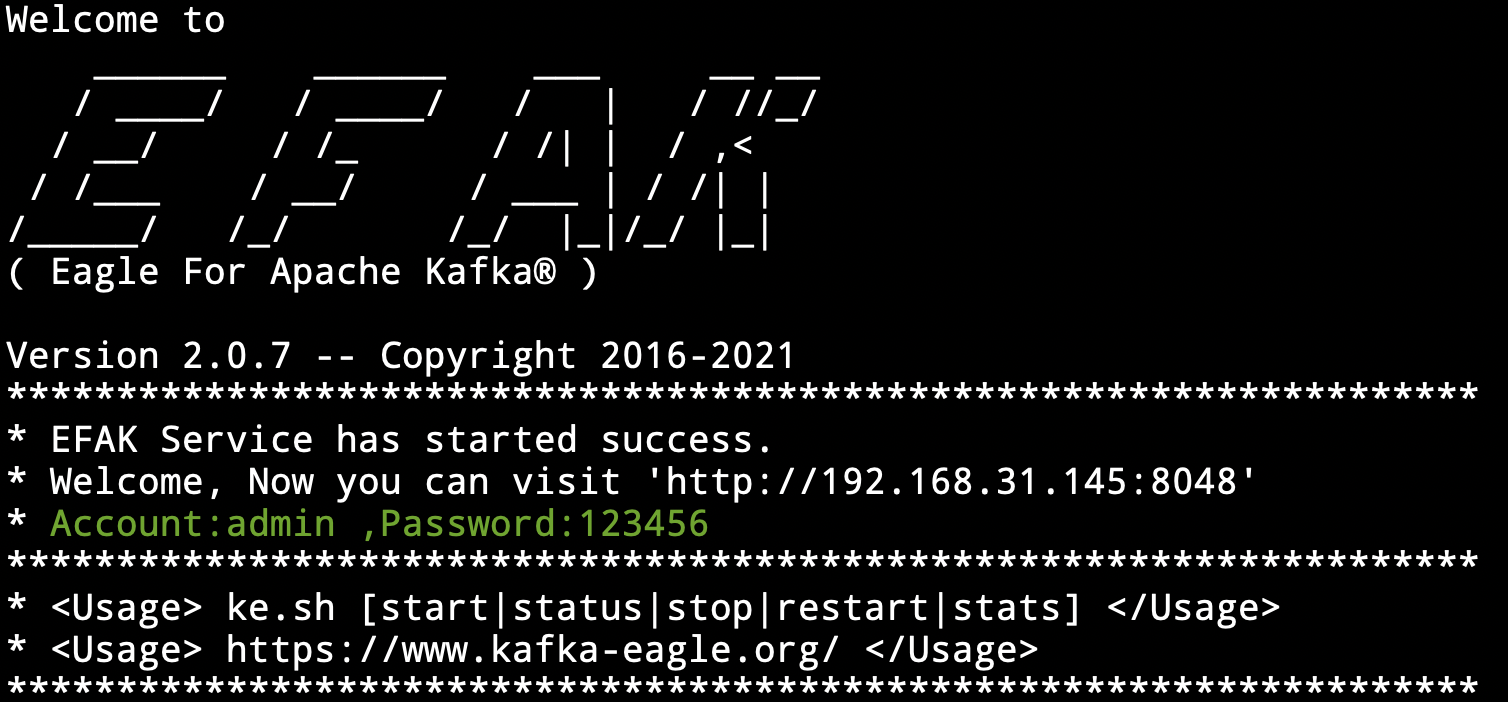 Welcome to
EFAK
( Eagle For Apache Kafka® )
Version 2.0.7 -- Copyright 2016-2021
*******************************************************************
* EFAK Service has started success.
* Welcome, Now you can visit 'http://192.168.31.145:8048'
* Account:admin ,Password:123456
*******************************************************************
* <Usage> ke.sh [start|status|stop|restart|stats] </Usage>
* <Usage> https://www.kafka-eagle.org/ </Usage>
*******************************************************************